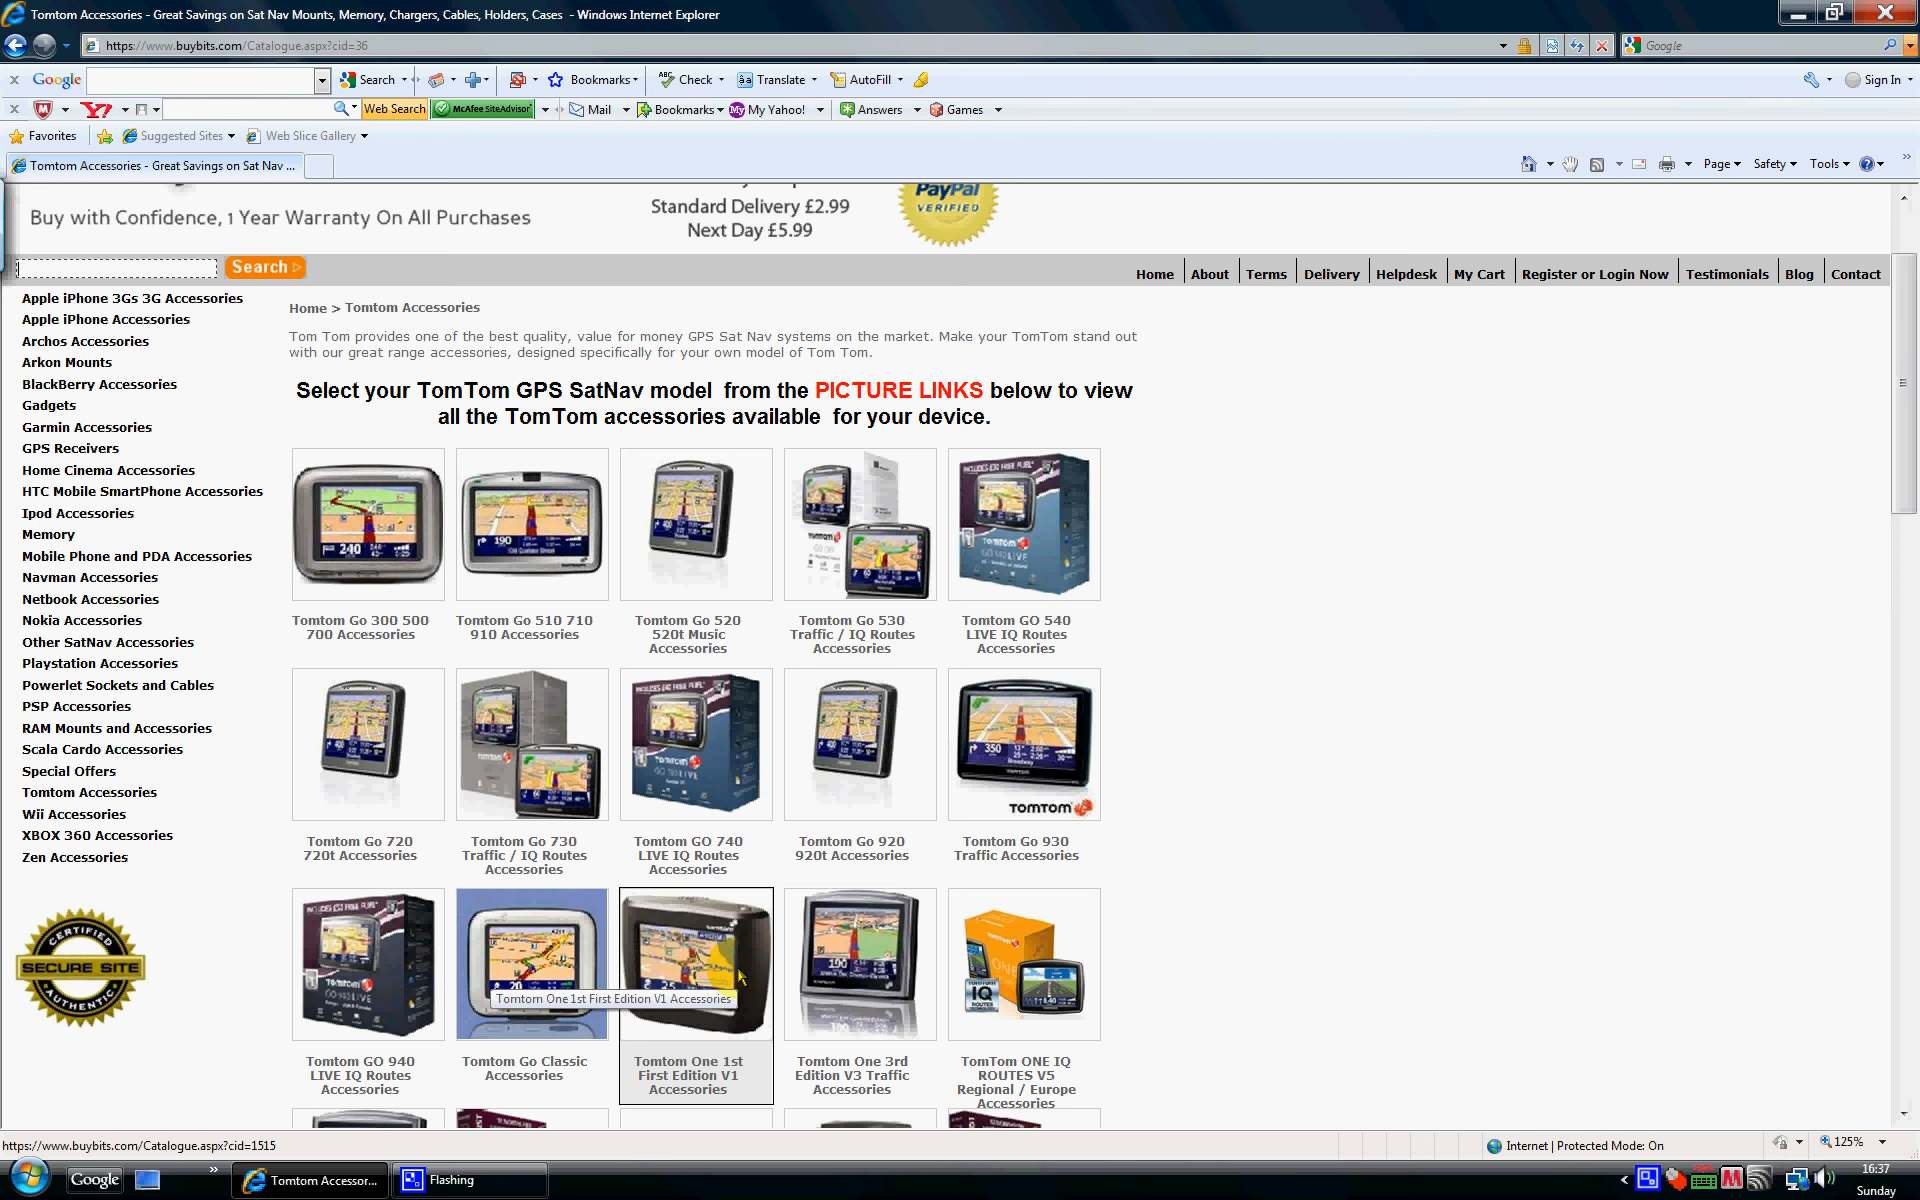 Tomtom Accessories - Great Savings on Sat Nav Mounts, Memory, Chargers, Cables, Holders, Cases - Windows Internet Explorer
https://www.buybits.com/Catalogue.aspx?cid=36
Google
Google Search Bookmarks Check Translate AutoFill Sign In
Web Search McAfee SiteAdvisor Mail Bookmarks My Yahoo! Answers Games
Favorites Suggested Sites Web Slice Gallery
Tomtom Accessories - Great Savings on Sat Nav ...
Page Safety Tools
PayPal
VERIFIED
Buy with Confidence, 1 Year Warranty On All Purchases
Standard Delivery £2.99
Next Day £5.99
Search
Home About Terms Delivery Helpdesk My Cart Register or Login Now Testimonials Blog Contact
Apple iPhone 3Gs 3G Accessories
Apple iPhone Accessories
Archos Accessories
Arkon Mounts
BlackBerry Accessories
Gadgets
Garmin Accessories
GPS Receivers
Home Cinema Accessories
HTC Mobile SmartPhone Accessories
Ipod Accessories
Memory
Mobile Phone and PDA Accessories
Navman Accessories
Netbook Accessories
Nokia Accessories
Other SatNav Accessories
Playstation Accessories
Powerlet Sockets and Cables
PSP Accessories
RAM Mounts and Accessories
Scala Cardo Accessories
Special Offers
Tomtom Accessories
Wii Accessories
XBOX 360 Accessories
Zen Accessories
CERTIFIED
SECURE SITE
AUTHENTIC
Home > Tomtom Accessories
Tom Tom provides one of the best quality, value for money GPS Sat Nav systems on the market. Make your TomTom stand out
with our great range accessories, designed specifically for your own model of Tom Tom.
Select your TomTom GPS SatNav model from the PICTURE LINKS below to view
all the TomTom accessories available for your device.
Tomtom Go 300 500
700 Accessories
Tomtom Go 510 710
910 Accessories
Tomtom Go 520
520t Music
Accessories
Tomtom Go 530
Traffic / IQ Routes
Accessories
Tomtom GO 540
LIVE IQ Routes
Accessories
TOMTOM
Tomtom Go 720
720t Accessories
Tomtom Go 730
Traffic / IQ Routes
Accessories
Tomtom GO 740
LIVE IQ Routes
Accessories
Tomtom Go 920
920t Accessories
Tomtom Go 930
Traffic Accessories
Tomtom One 1st First Edition V1 Accessories
Tomtom GO 940
LIVE IQ Routes
Accessories
Tomtom Go Classic
Accessories
Tomtom One 1st
First Edition V1
Accessories
Tomtom One 3rd
Edition V3 Traffic
Accessories
TomTom ONE IQ
ROUTES V5
Regional / Europe
Accessories
https://www.buybits.com/Catalogue.aspx?cid=1515
Internet | Protected Mode: On
125%
Google
Tomtom Accessor...
Flashing
16:37
Sunday